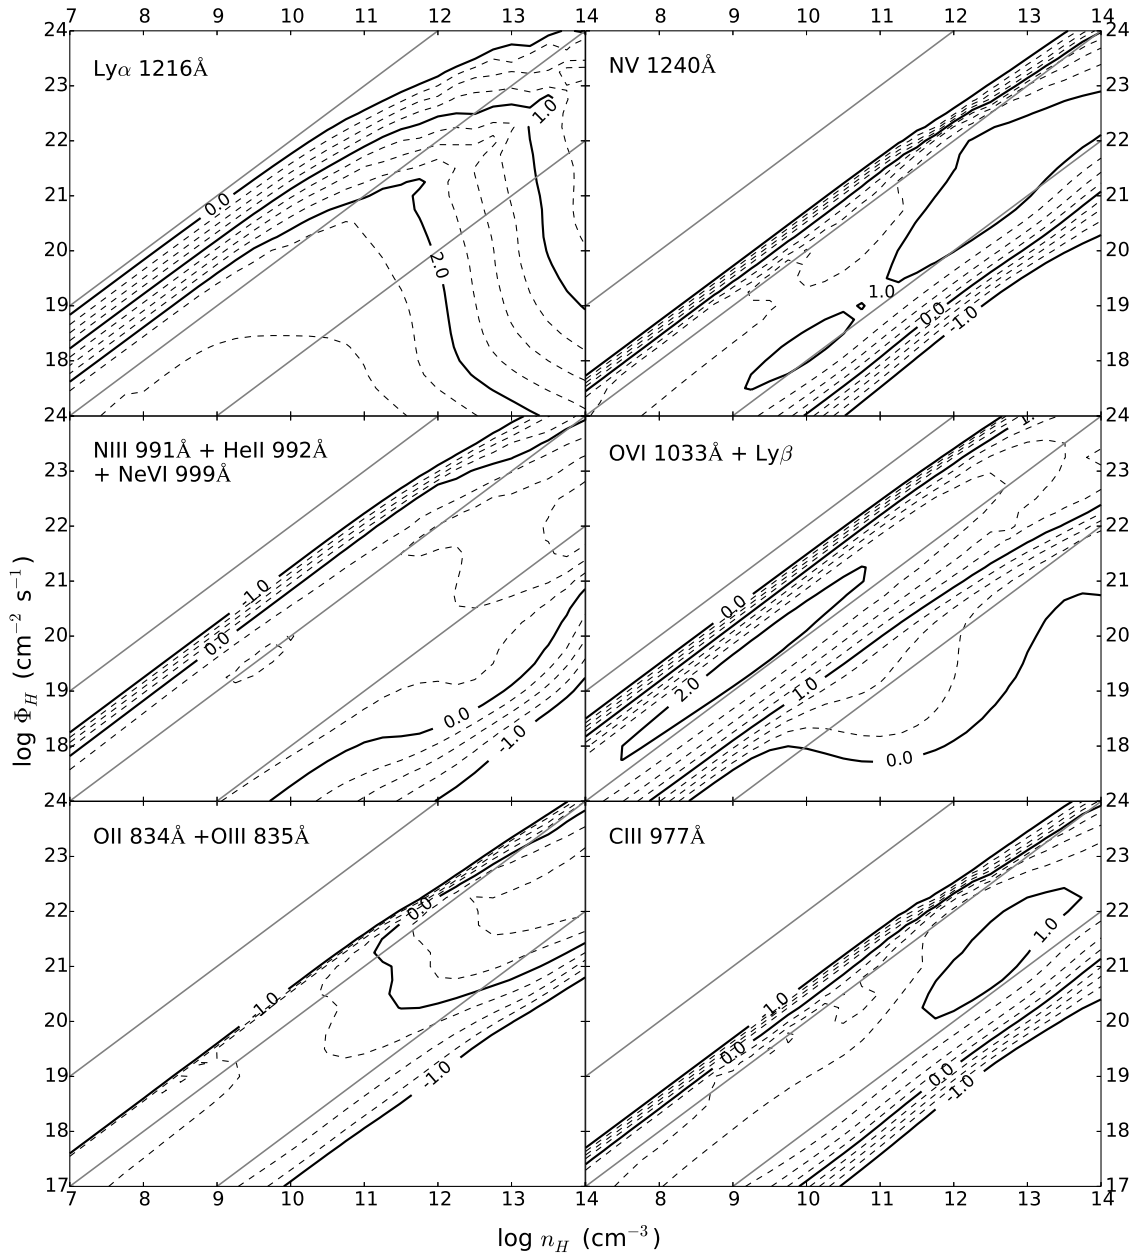 7 8 9 10 11 12 13 14 8 9 10 11 12 13 14
24 Lyα 1216Å NV 1240Å 24
23 23
22 1.0 22
21 0.0 21
20 2.0 20
19 1.0 0.0 -1.0 19
18 18
24 NIII 991Å + HeII 992Å OVI 1033Å + Lyβ 24
+ NeVI 999Å
23 23
22 22
21 -1.0 0.0 21
20 0.0 20
19 2.0 1.0 19
18 0.0 -1.0 0.0 18
24 OII 834Å +OIII 835Å CIII 977Å 24
23 23
22 0.0 1.0 22
21 21
20 -1.0 -1.0 20
19 -1.0 0.0 0.0 -1.0 19
18 18
17 17
7 8 9 10 11 12 13 14 8 9 10 11 12 13 14
log Φ_H (cm⁻² s⁻¹)
log n_H (cm⁻³)